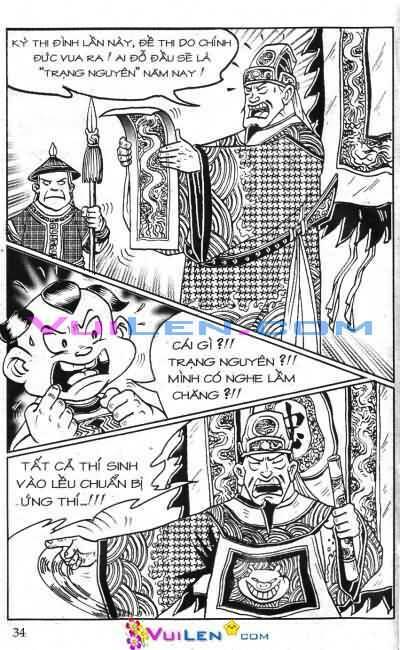 KỲ THI ĐÌNH LẦN NÀY, ĐỀ THI DO CHÍNH
ĐỨC VUA RA! AI ĐỖ ĐẦU SẼ LÀ
"TRẠNG NGUYÊN" NĂM NAY!
VUILEN.COM
CÁI GÌ?!!
TRẠNG NGUYÊN?!!
MÌNH CÓ NGHE LẦM
CHĂNG?!!
TẤT CẢ THÍ SINH
VÀO LỀU CHUẨN BỊ
ỨNG THÍ...!!!
34
VUILEN.COM